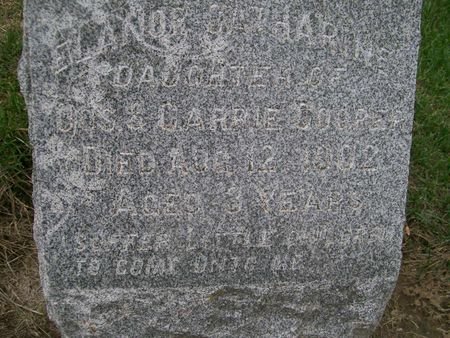 ELANOR CATHARINE
DAUGHTER OF
GUS & CARRIE COOPER
DIED AUG. 12, 1902
AGED 3 YEARS
SUFFER LITTLE CHILDREN
TO COME UNTO ME